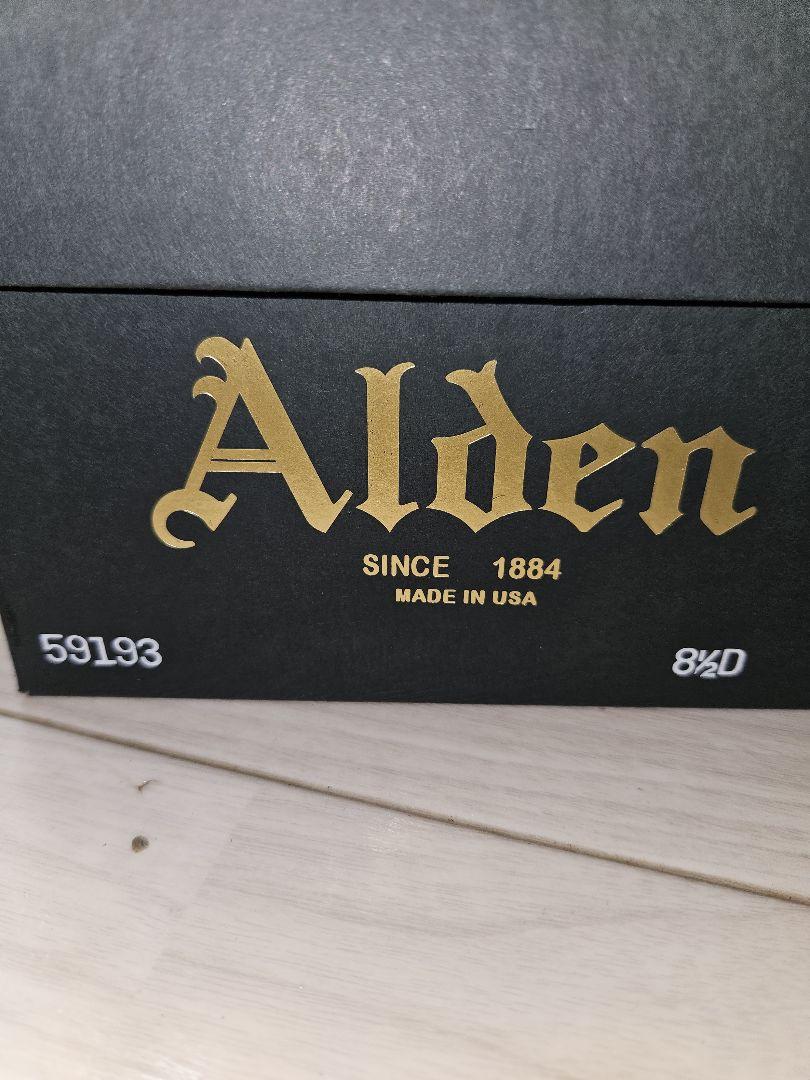 Alden
SINCE 1884
MADE IN USA
59193
8½D